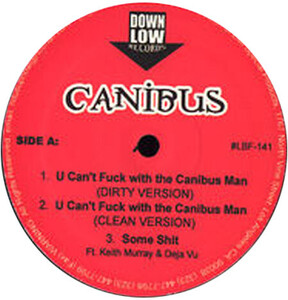 DOWN
LOW
RECORDS
CANIBUS
SIDE A:
#LBF-141
1. U Can't Fuck with the Canibus Man
(DIRTY VERSION)
2. U Can't Fuck with the Canibus Man
(CLEAN VERSION)
3. Some Shit
Ft. Keith Murray & Deja Vu